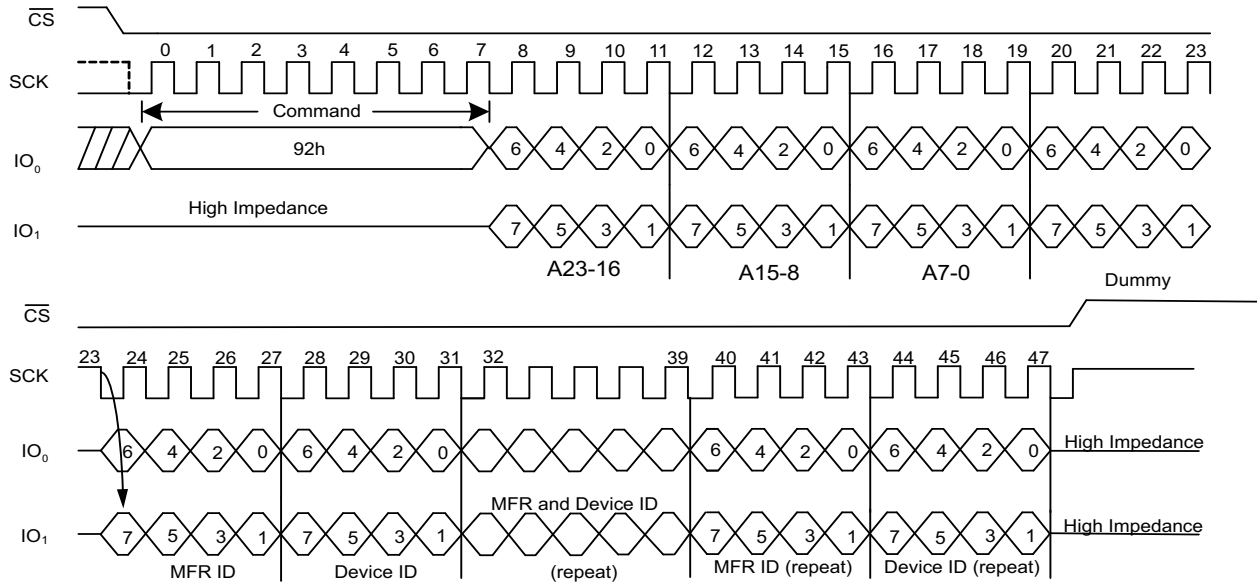 CS
0 1 2 3 4 5 6 7 8 9 10 11 12 13 14 15 16 17 18 19 20 21 22 23
SCK
Command
IO0 92h 6 4 2 0 6 4 2 0 6 4 2 0 6 4 2 0
High Impedance
IO1 7 5 3 1 7 5 3 1 7 5 3 1 7 5 3 1
A23-16 A15-8 A7-0 Dummy
CS
23 24 25 26 27 28 29 30 31 32 39 40 41 42 43 44 45 46 47
SCK
IO0 6 4 2 0 6 4 2 0 6 4 2 0 6 4 2 0 High Impedance
MFR and Device ID
IO1 7 5 3 1 7 5 3 1 7 5 3 1 7 5 3 1 High Impedance
MFR ID Device ID (repeat) MFR ID (repeat) Device ID (repeat)